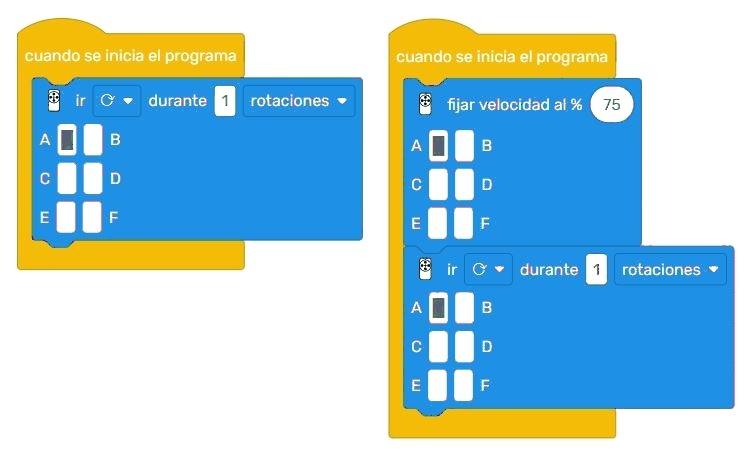 cuando se inicia el programa
ir durante 1 rotaciones
A B
C D
E F
cuando se inicia el programa
fijar velocidad al % 75
A B
C D
E F
ir durante 1 rotaciones
A B
C D
E F